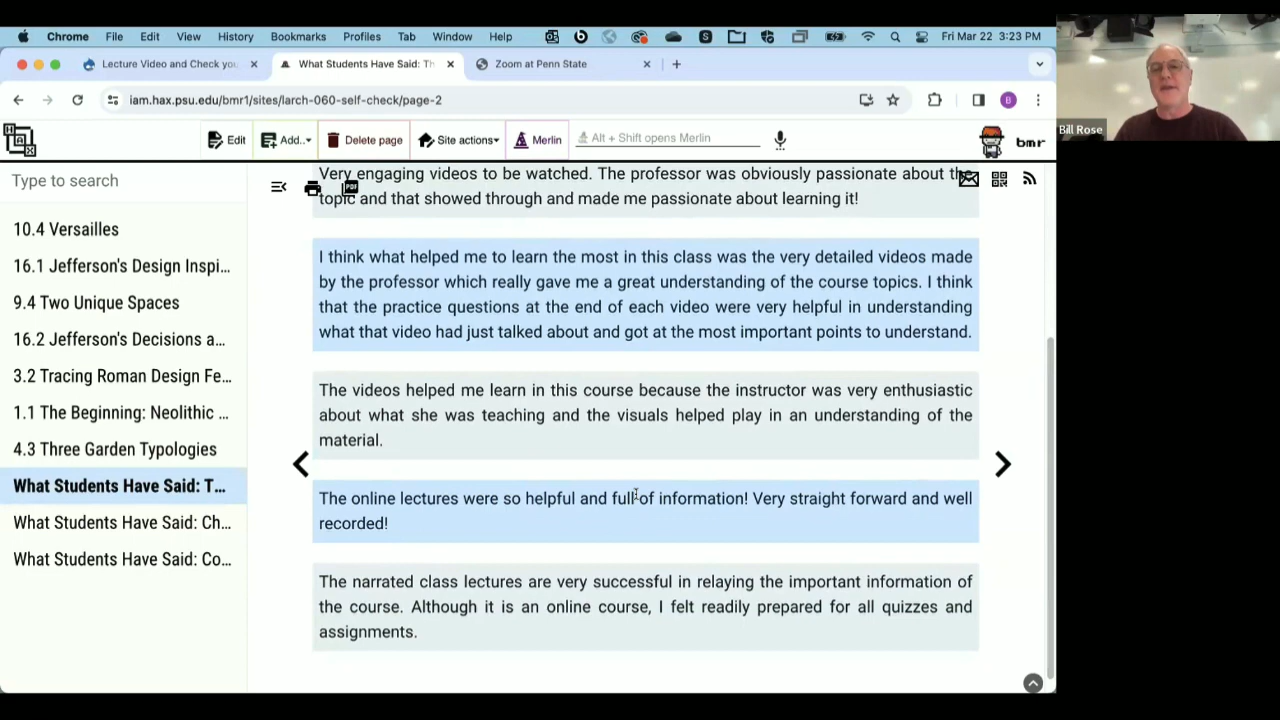 Chrome File Edit View History Bookmarks Profiles Tab Window Help Fri Mar 22 3:23 PM
Lecture Video and Check you
What Students Have Said: Th
Zoom at Penn State
iam.hax.psu.edu/bmr1/sites/larch-060-self-check/page-2
Edit Add.. Delete page Site actions Merlin Alt + Shift opens Merlin bmr
Bill Rose
Type to search
10.4 Versailles
16.1 Jefferson's Design Inspi...
9.4 Two Unique Spaces
16.2 Jefferson's Decisions a...
3.2 Tracing Roman Design Fe...
1.1 The Beginning: Neolithic ...
4.3 Three Garden Typologies
What Students Have Said: T...
What Students Have Said: Ch...
What Students Have Said: Co...
PDF
Very engaging videos to be watched. The professor was obviously passionate about the
topic and that showed through and made me passionate about learning it!
I think what helped me to learn the most in this class was the very detailed videos made
by the professor which really gave me a great understanding of the course topics. I think
that the practice questions at the end of each video were very helpful in understanding
what that video had just talked about and got at the most important points to understand.
The videos helped me learn in this course because the instructor was very enthusiastic
about what she was teaching and the visuals helped play in an understanding of the
material.
The online lectures were so helpful and full of information! Very straight forward and well
recorded!
The narrated class lectures are very successful in relaying the important information of
the course. Although it is an online course, I felt readily prepared for all quizzes and
assignments.